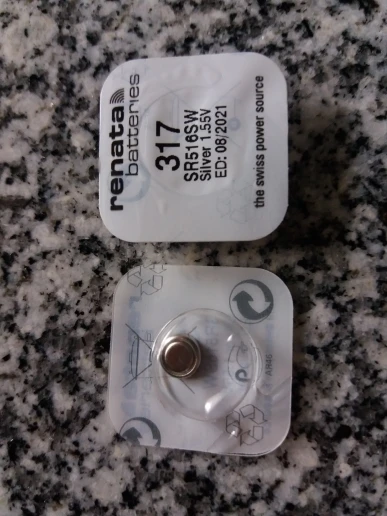 renata
batteries
317
SR516SW
Silver 1.55V
ED: 08/2021
the swiss power source